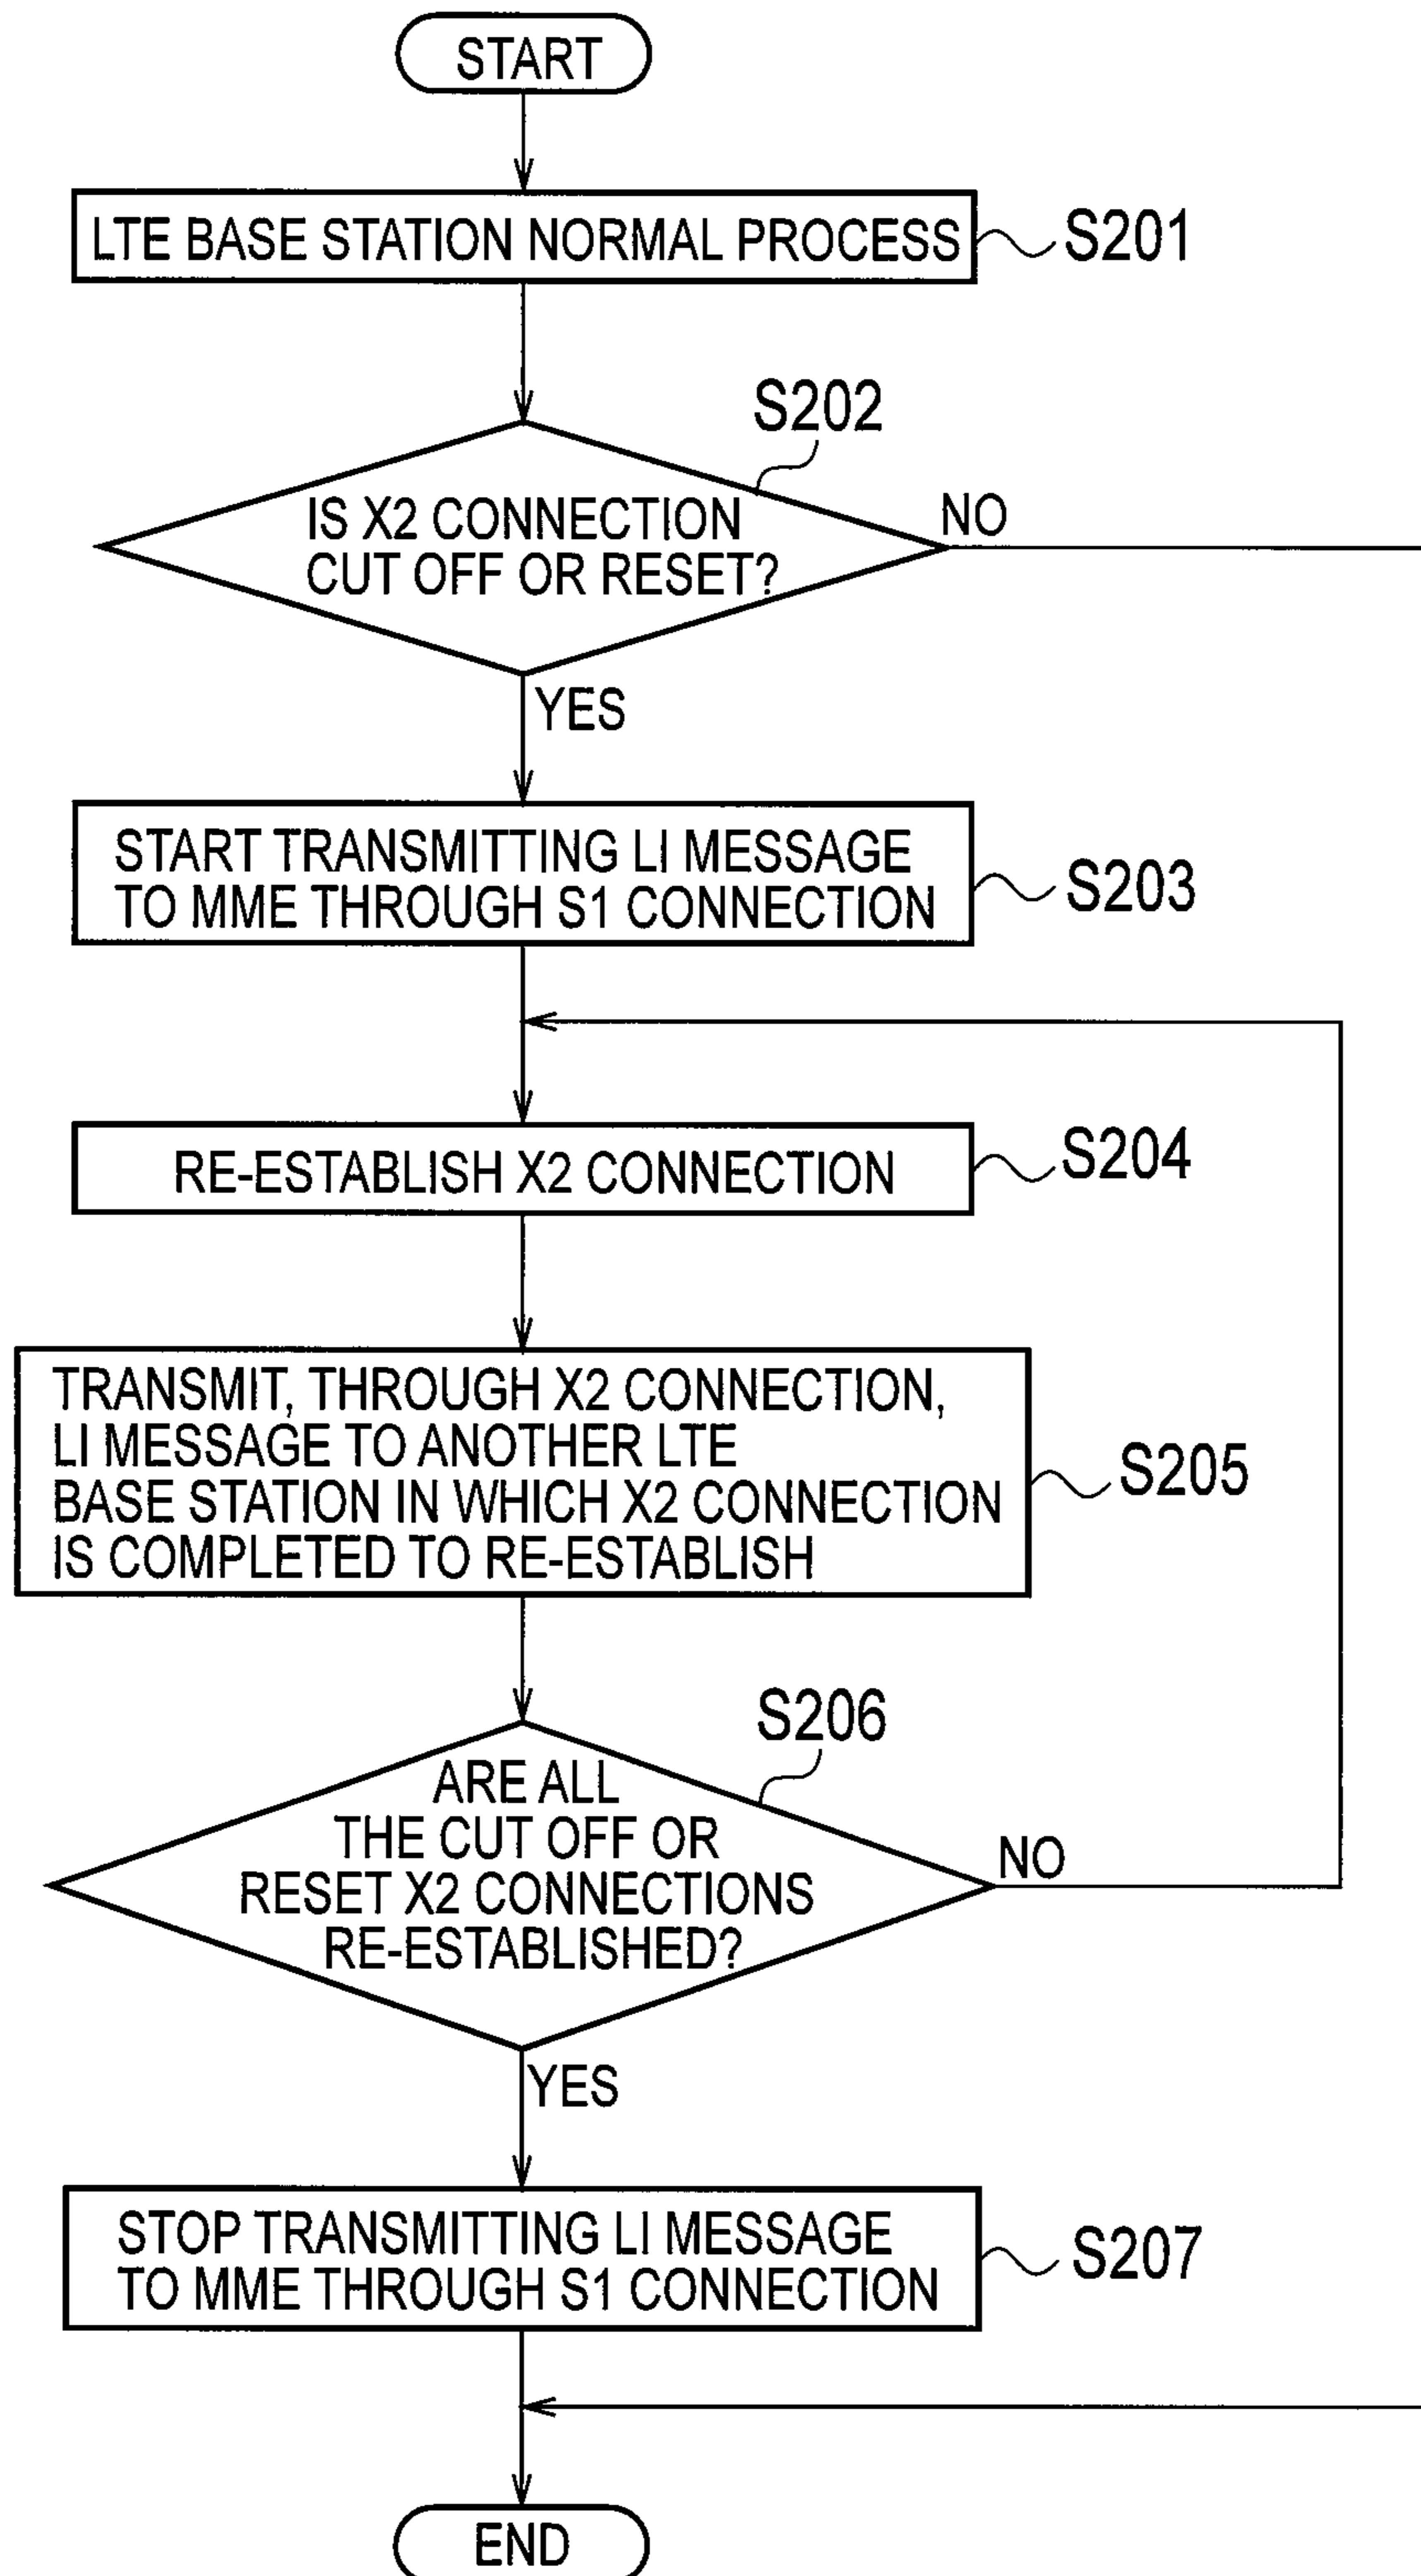 START
LTE BASE STATION NORMAL PROCESS
S201
S202
IS X2 CONNECTION
CUT OFF OR RESET?
NO
YES
START TRANSMITTING LI MESSAGE
TO MME THROUGH S1 CONNECTION
S203
RE-ESTABLISH X2 CONNECTION
S204
TRANSMIT, THROUGH X2 CONNECTION,
LI MESSAGE TO ANOTHER LTE
BASE STATION IN WHICH X2 CONNECTION
IS COMPLETED TO RE-ESTABLISH
S205
S206
ARE ALL
THE CUT OFF OR
RESET X2 CONNECTIONS
RE-ESTABLISHED?
NO
YES
STOP TRANSMITTING LI MESSAGE
TO MME THROUGH S1 CONNECTION
S207
END